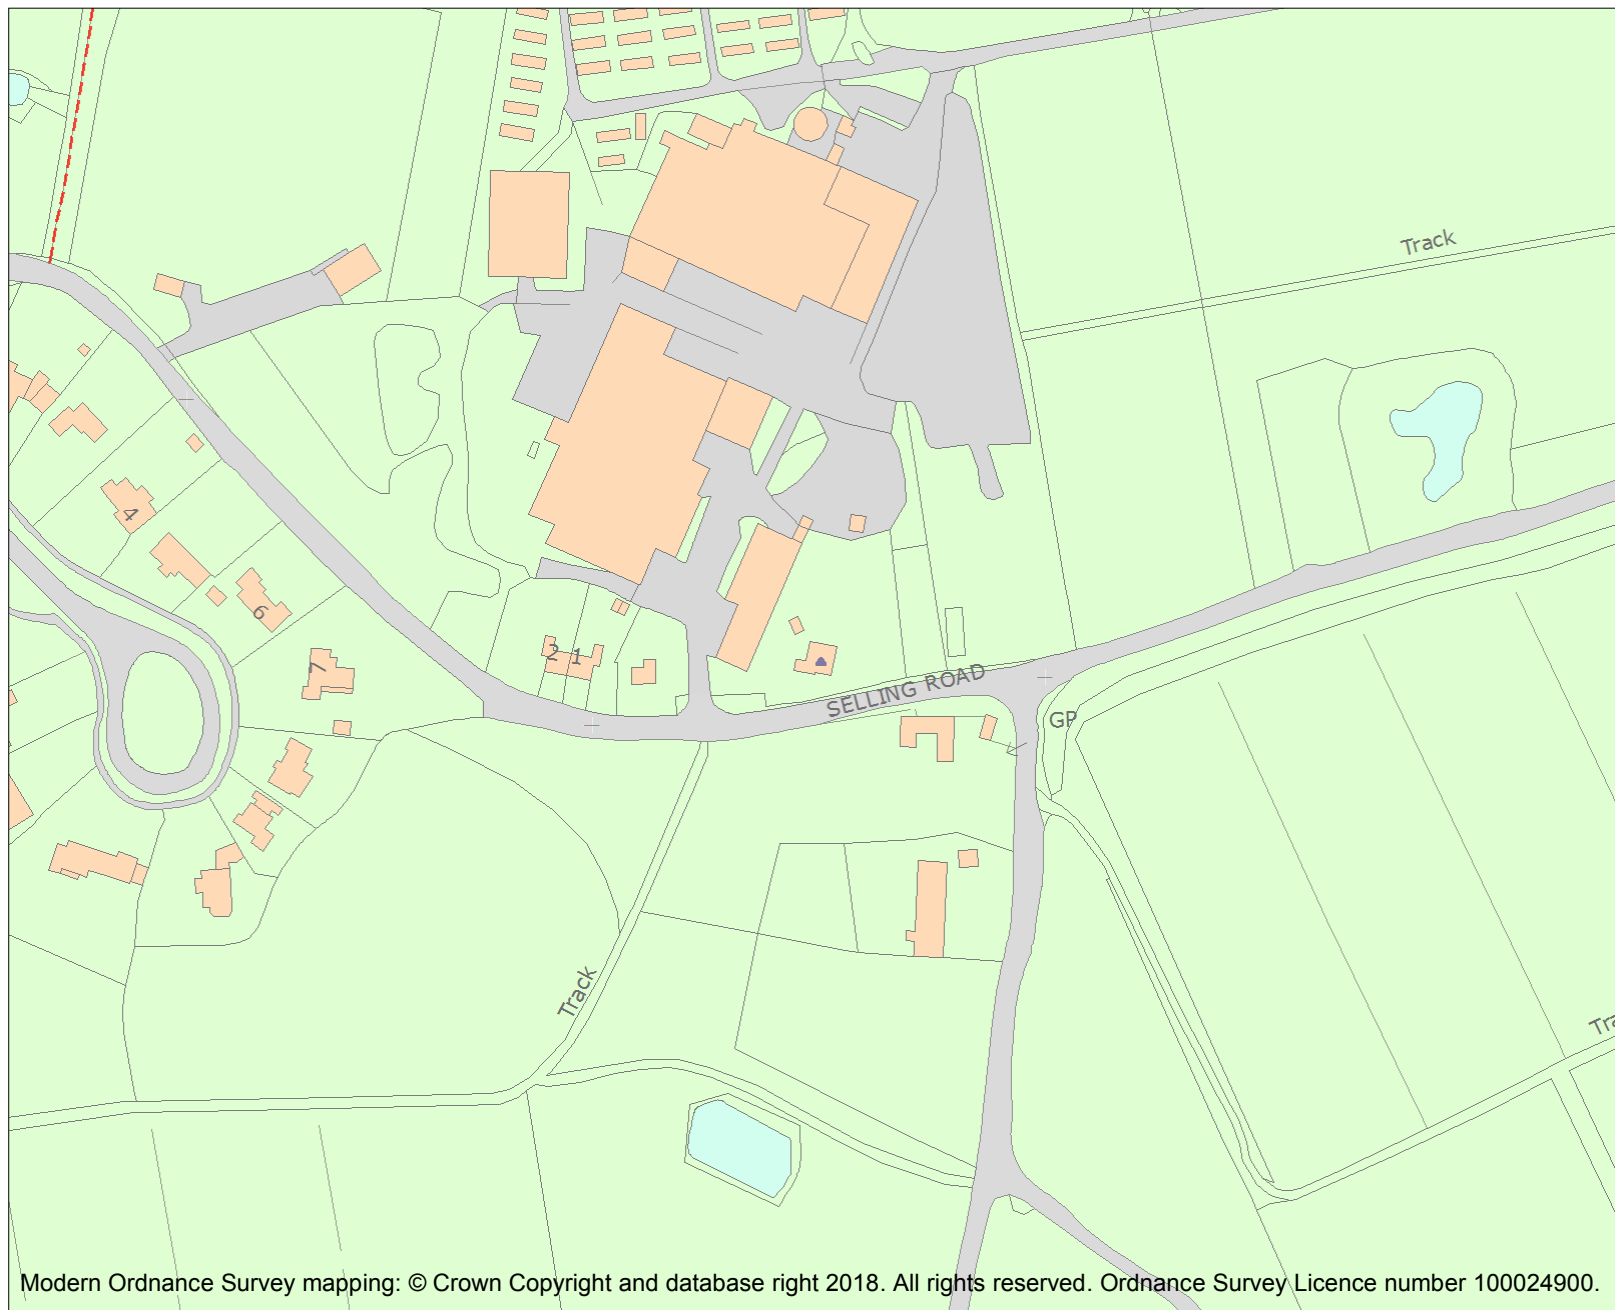 Track
4
6
2 1
7
SELLING ROAD
GP
Track
Modern Ordnance Survey mapping: © Crown Copyright and database right 2018. All rights reserved. Ordnance Survey Licence number 100024900.